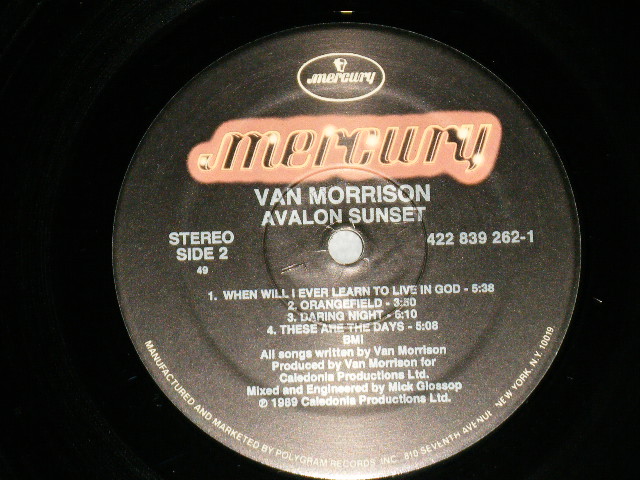 mercury
mercury
VAN MORRISON
AVALON SUNSET
STEREO
SIDE 2
49
422 839 262-1
1. WHEN WILL I EVER LEARN TO LIVE IN GOD - 5:38
2. ORANGEFIELD - 3:50
3. DARING NIGHT - 6:10
4. THESE ARE THE DAYS - 5:08
BMI
All songs written by Van Morrison
Produced by Van Morrison for
Caledonia Productions Ltd.
Mixed and Engineered by Mick Glossop
℗ 1989 Caledonia Productions Ltd.
MANUFACTURED AND MARKETED BY POLYGRAM RECORDS, INC., 810 SEVENTH AVENUE, NEW YORK, N.Y. 10019